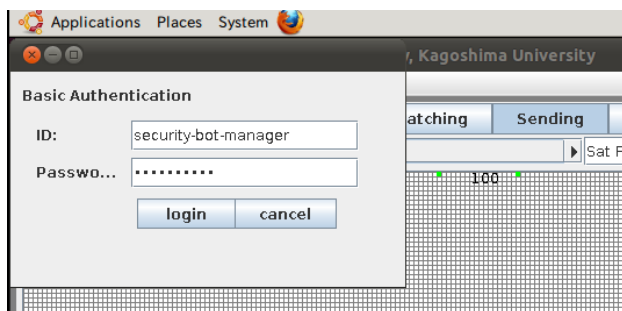 Applications Places System
, Kagoshima University
Basic Authentication
atching Sending
ID: security-bot-manager
Sat F
Passwo... ••••••••••
100
login cancel